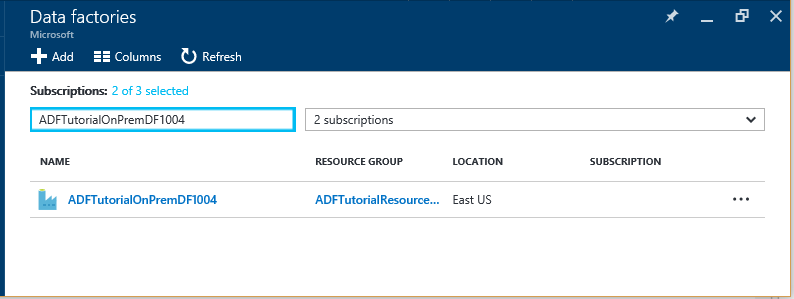 Data factories
Microsoft
Add Columns Refresh
Subscriptions: 2 of 3 selected
ADFTutorialOnPremDF1004 2 subscriptions
NAME RESOURCE GROUP LOCATION SUBSCRIPTION
ADFTutorialOnPremDF1004 ADFTutorialResource... East US ...